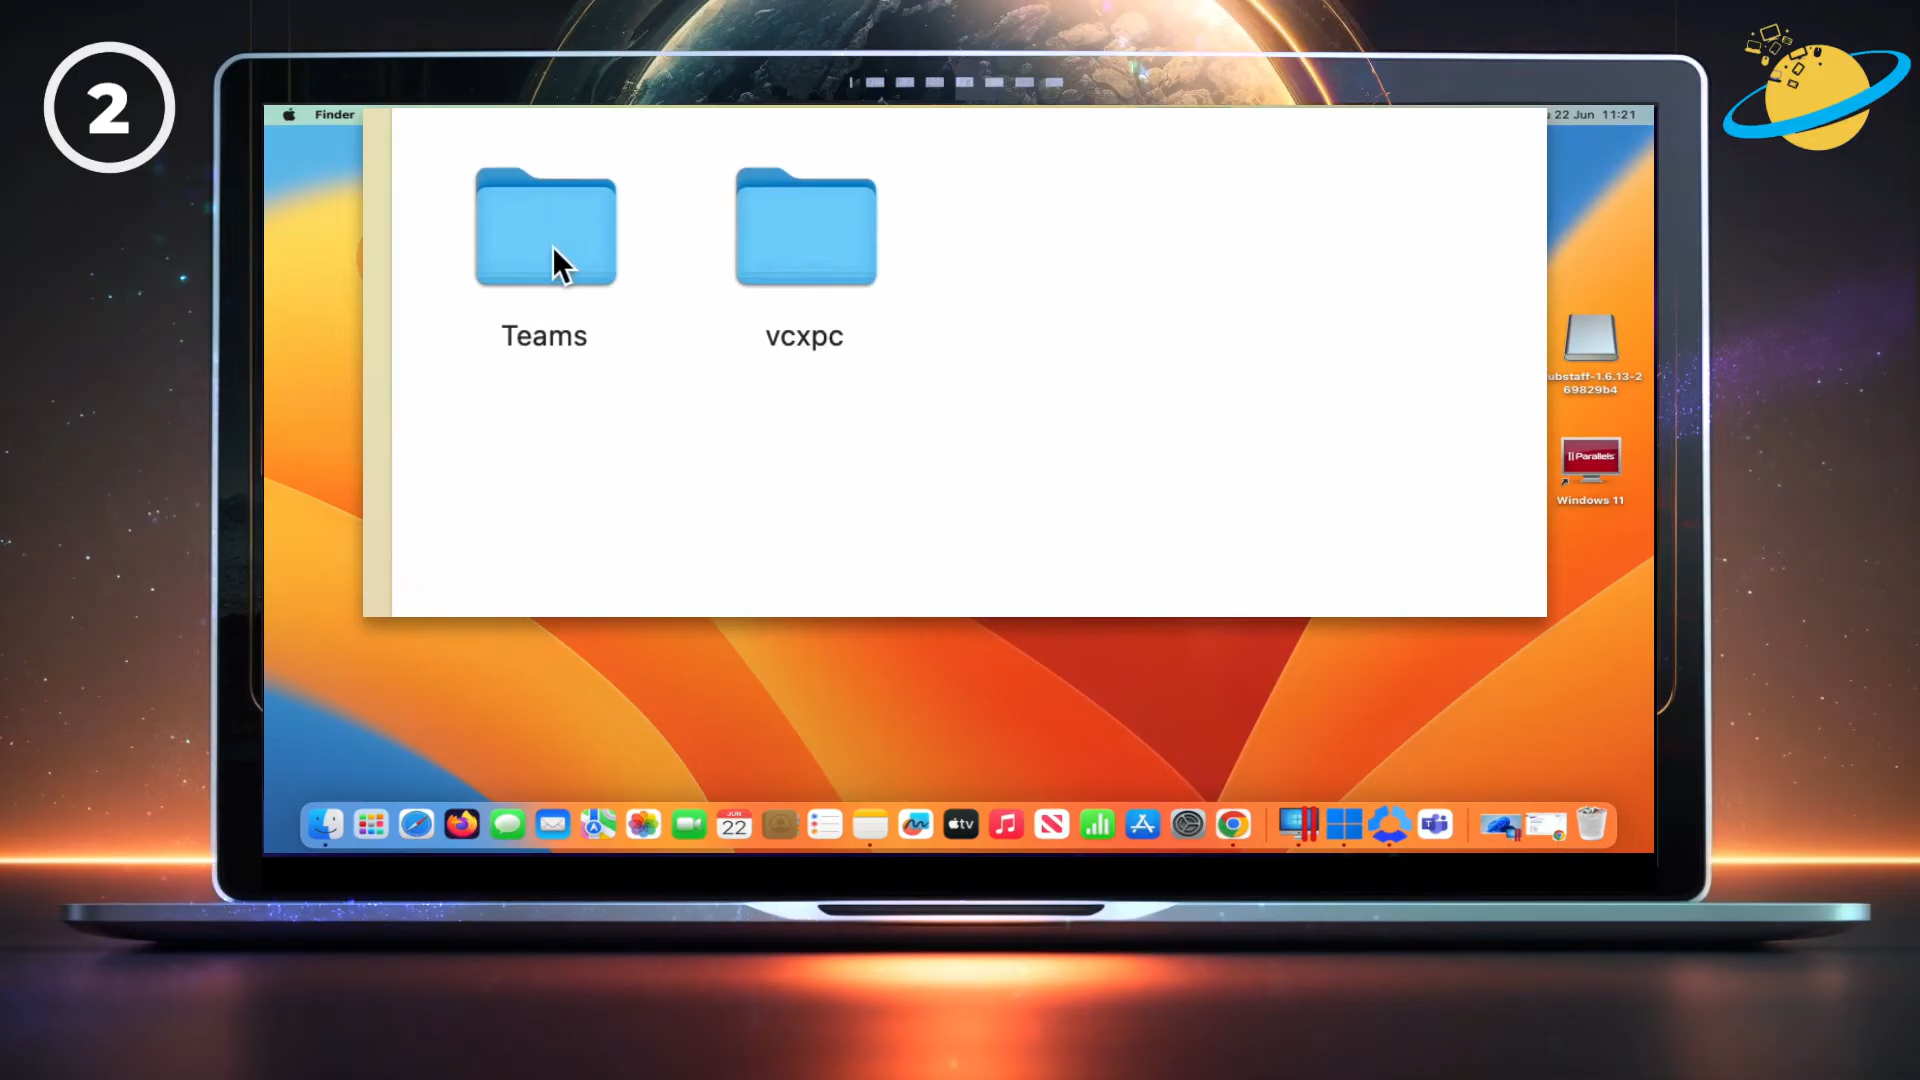 2
Finder
22 Jun 11:21
Teams
vcxpc
ubstaff-1.6.13-2
69829b4
Parallels
Windows 11
JUN
22
tv